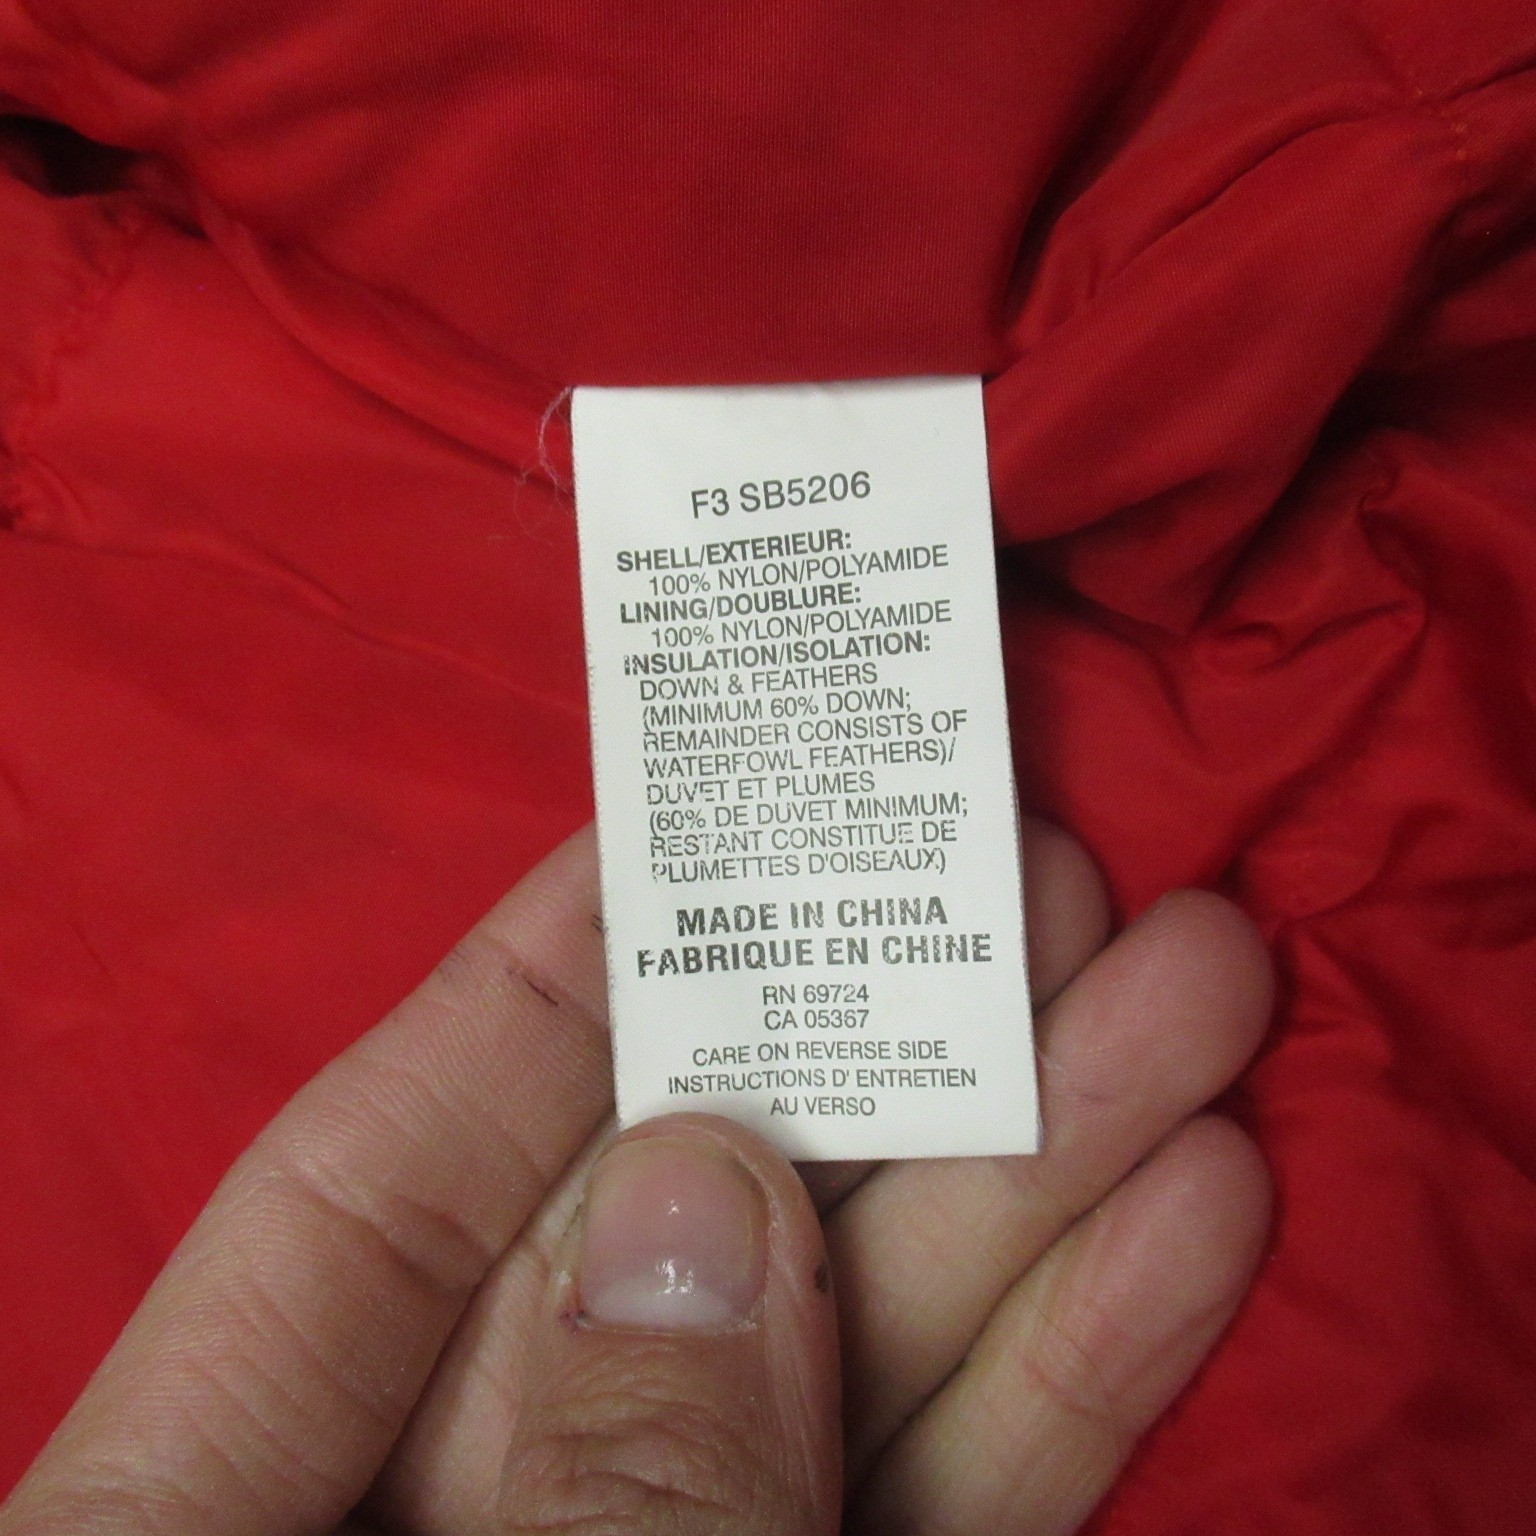 F3 SB5206
SHELL/EXTERIEUR:
100% NYLON/POLYAMIDE
LINING/DOUBLURE:
100% NYLON/POLYAMIDE
INSULATION/ISOLATION:
DOWN & FEATHERS
(MINIMUM 60% DOWN;
REMAINDER CONSISTS OF
WATERFOWL FEATHERS)/
DUVET ET PLUMES
(60% DE DUVET MINIMUM;
RESTANT CONSTITUE DE
PLUMETTES D'OISEAUX)
MADE IN CHINA
FABRIQUE EN CHINE
RN 69724
CA 05367
CARE ON REVERSE SIDE
INSTRUCTIONS D' ENTRETIEN
AU VERSO